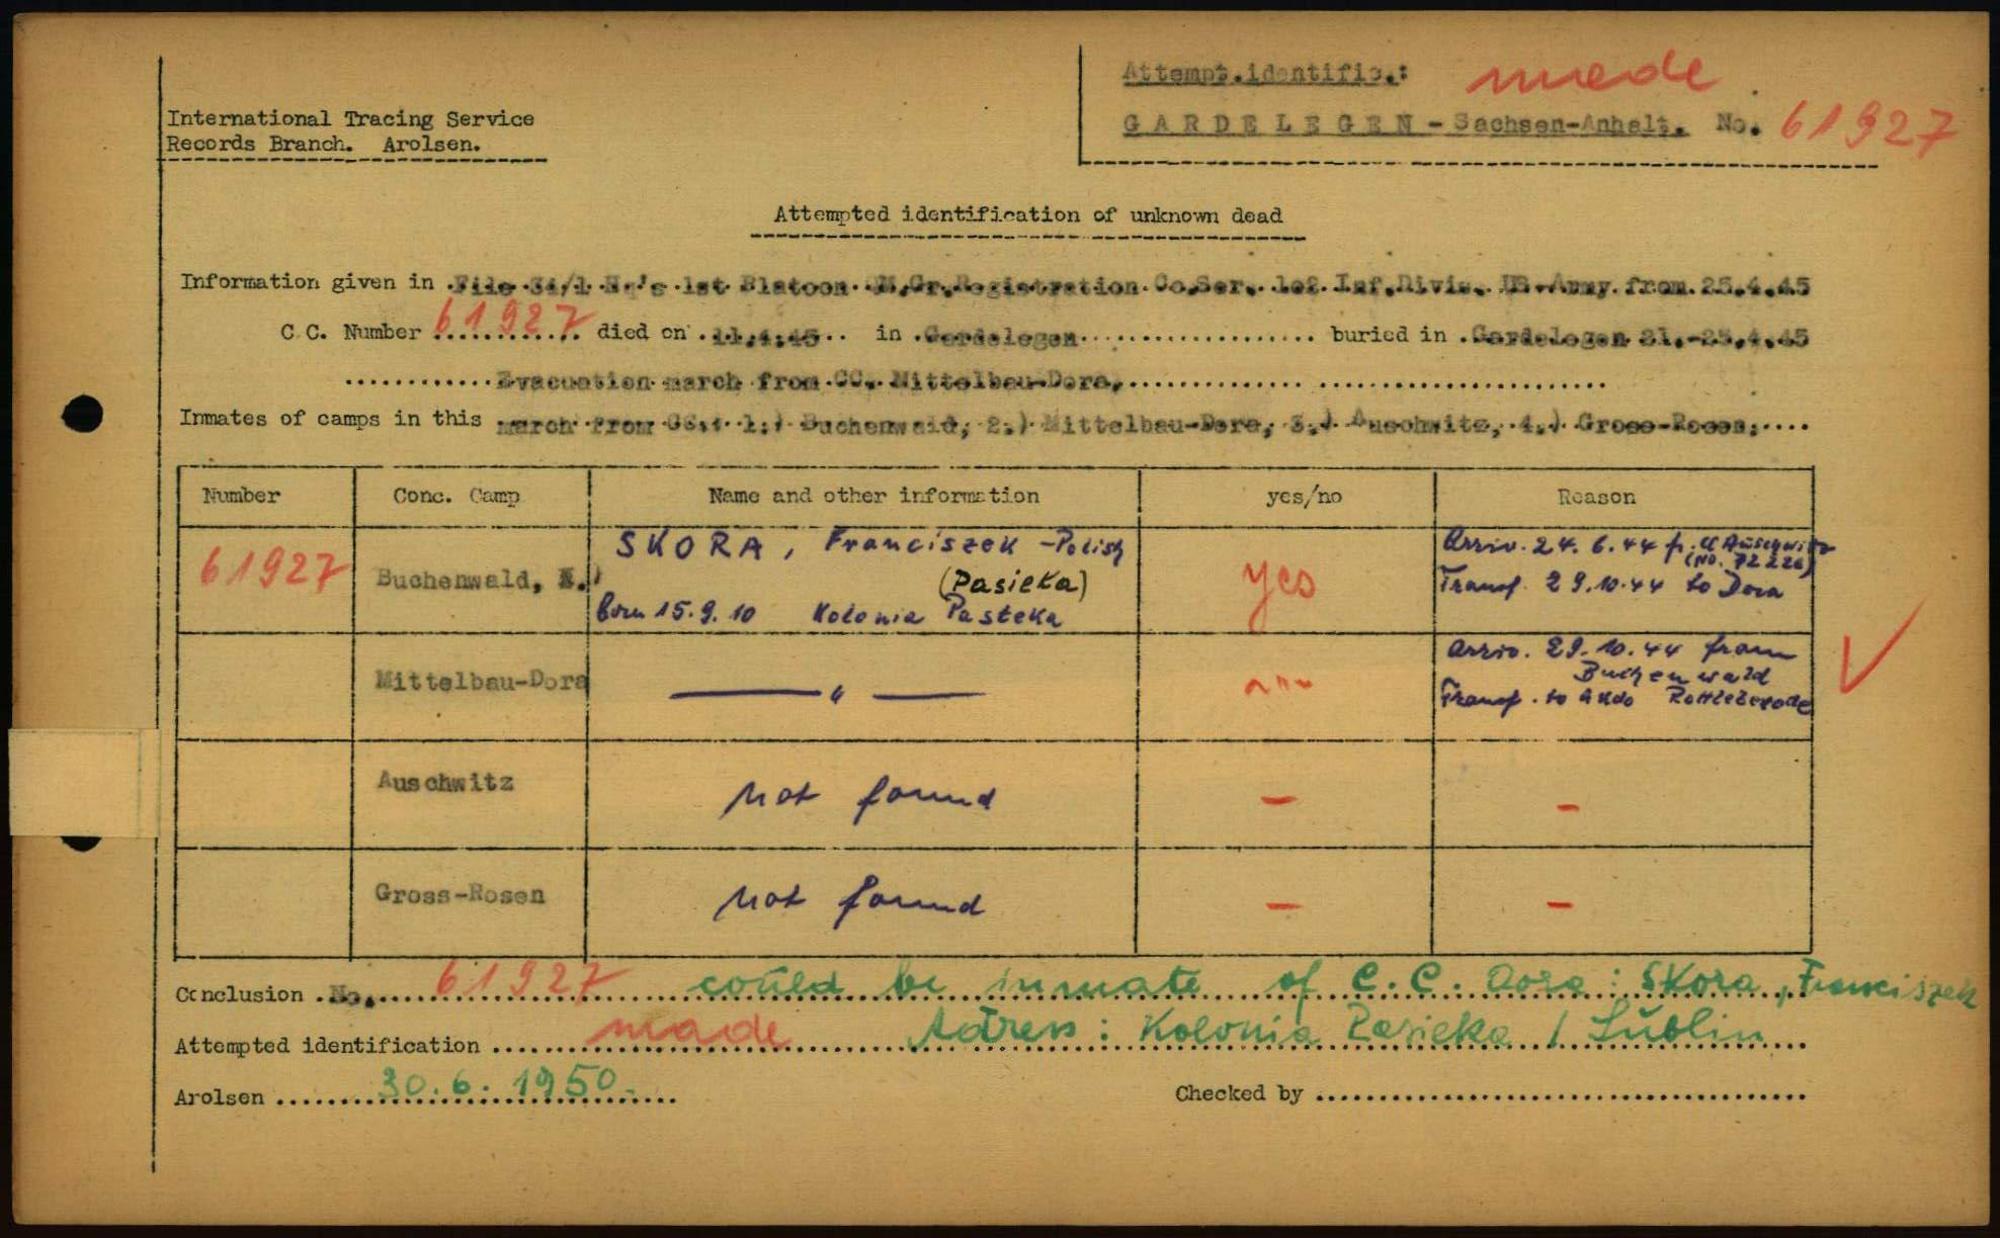 Attempt.identific.: made
International Tracing Service
GARDELEGEN - Sachsen-Anhalt. No. 61927
Records Branch. Arolsen.
Attempted identification of unknown dead
Information given in File 1st Platoon Gr.Registration Co.Ser. Inf.Divis. US.Army from 25.4.45
C.C. Number 61927 died on 11.4.45 in Gardelegen buried in Gardelegen 21.-25.4.45
Evacuation march from CC. Mittelbau-Dora,
Inmates of camps in this march from CC.: 1.) Buchenwald, 2.) Mittelbau-Dora, 3.) Auschwitz, 4.) Gross-Rosen,
Number Conc. Camp Name and other information yes/no Reason
SKORA, Franciszek - Polish
Arriv. 24.6.44 fr. CC Auschwitz
(No. 72226)
61927 Buchenwald, (Pasieka) yes
Transf. 29.10.44 to Dora
Born 15.9.10 Kolonia Pasteka
Arriv. 29.10.44 from
Buchenwald
Mittelbau-Dora — " — "
Transf. to Kdo Rottleberode
Auschwitz not found - -
Gross-Rosen not found - -
Conclusion No. 61927 could be inmate of C.C. Dora: Skora, Franciszek
Attempted identification made Adress: Kolonia Pasieka / Lublin
Arolsen 30.6.1950. Checked by